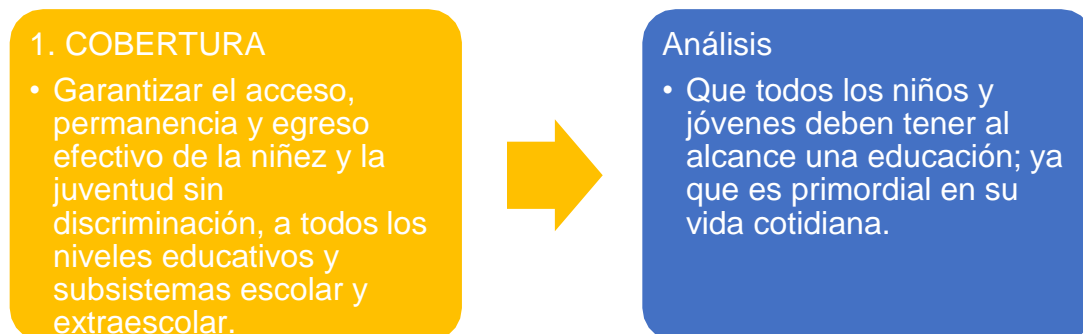 1. COBERTURA
• Garantizar el acceso,
permanencia y egreso
efectivo de la niñez y la
juventud sin
discriminación, a todos los
niveles educativos y
subsistemas escolar y
extraescolar.
Análisis
• Que todos los niños y
jóvenes deben tener al
alcance una educación; ya
que es primordial en su
vida cotidiana.